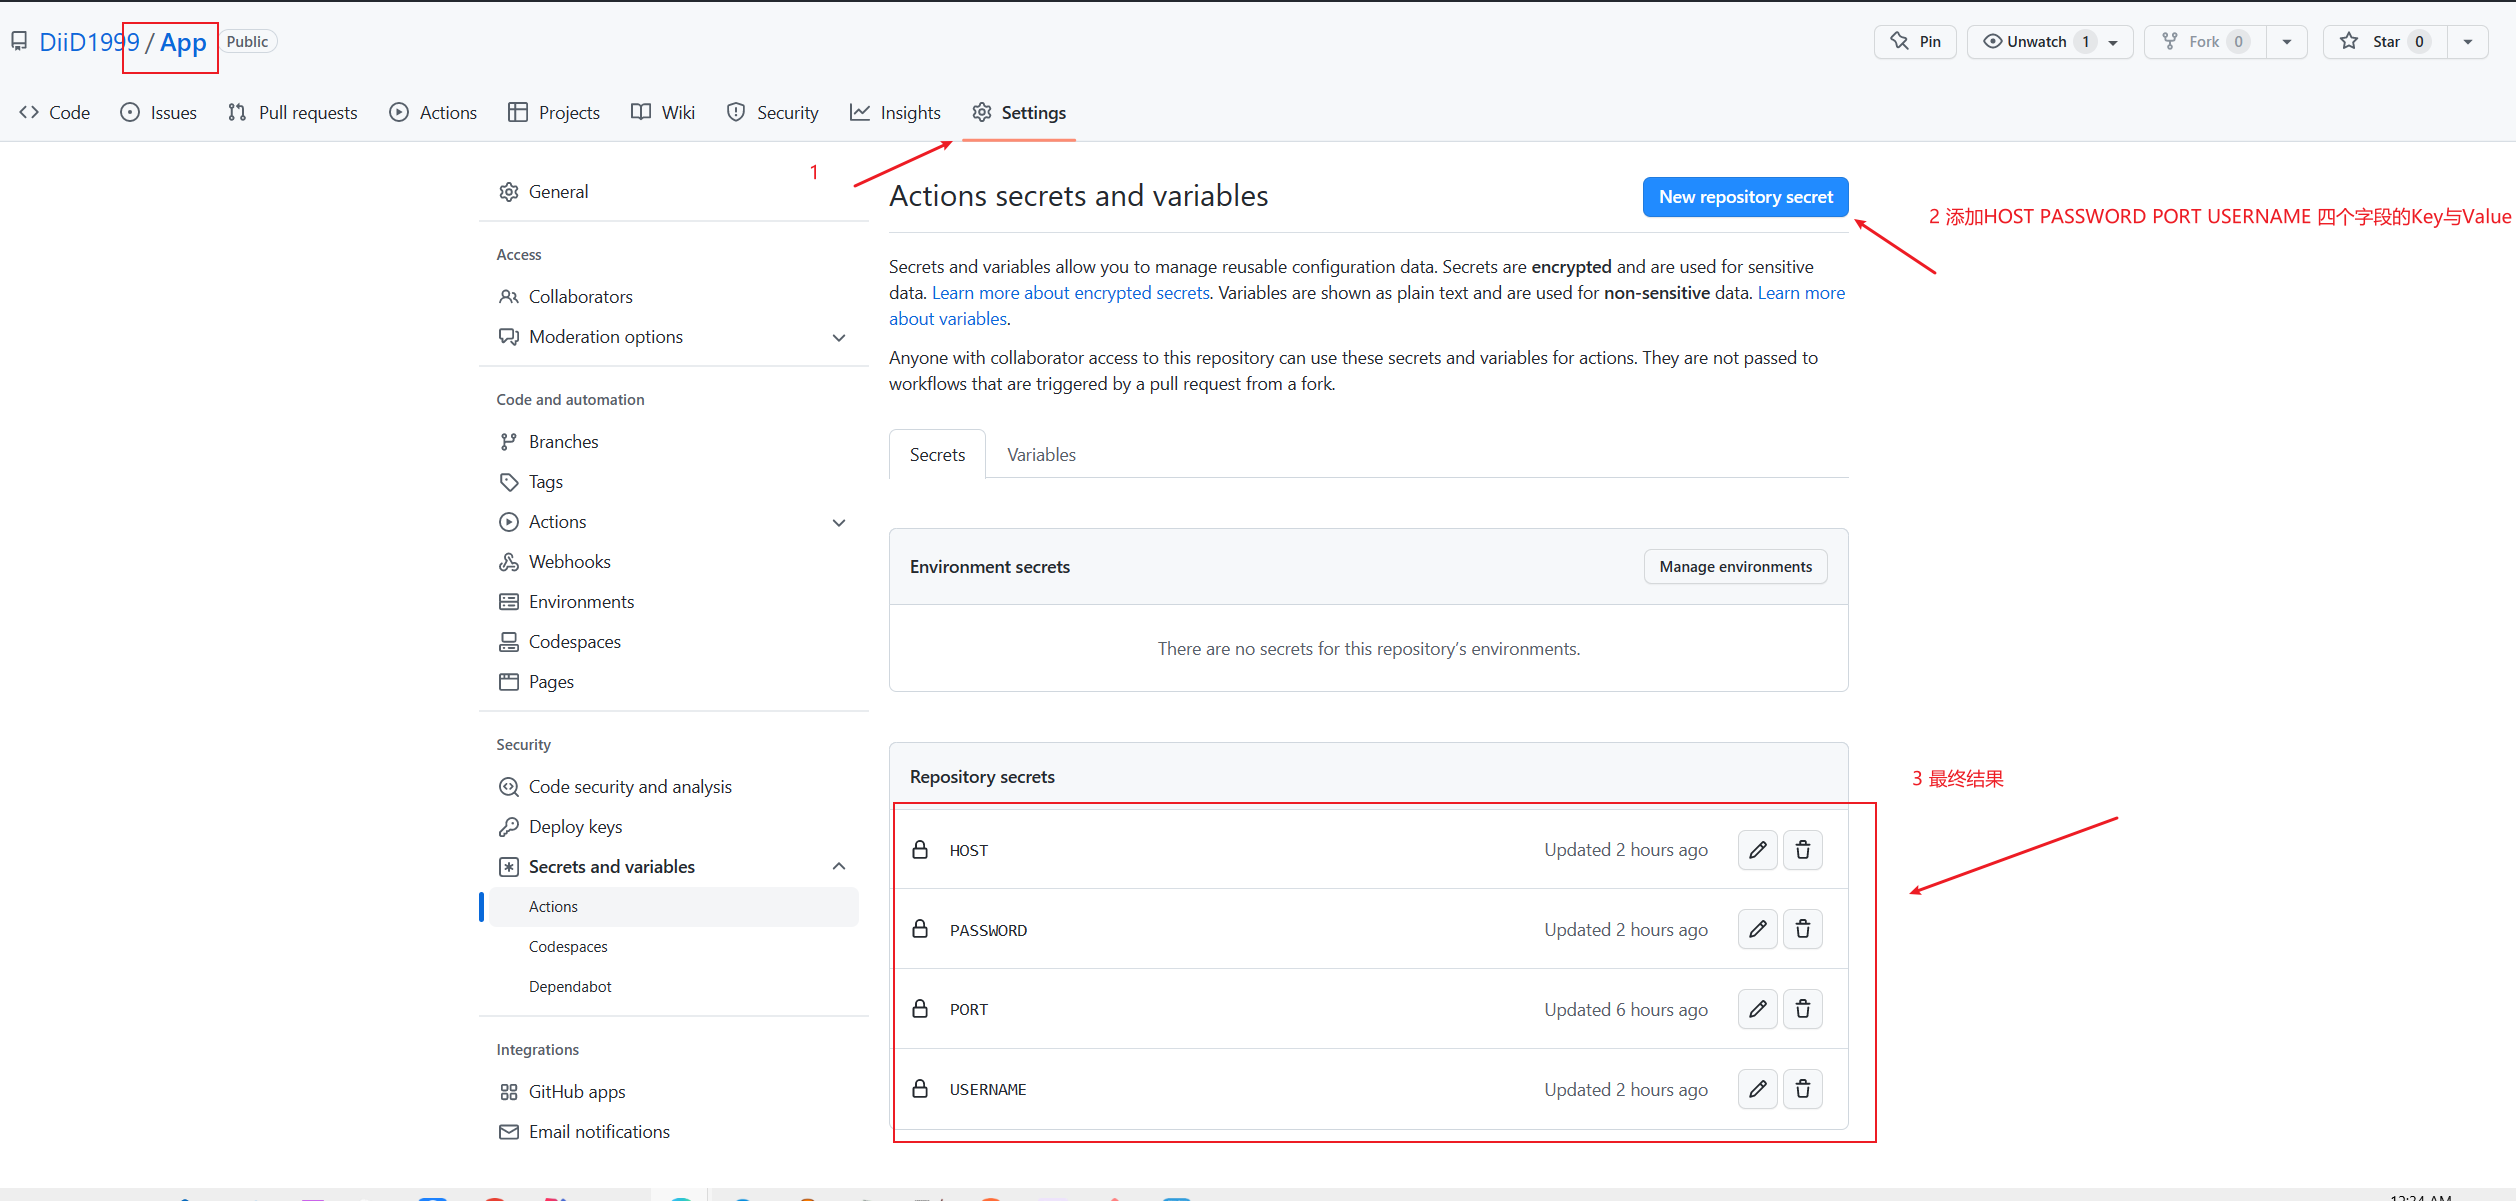 DiiD1999 / App Public
Pin
Unwatch 1
Fork 0
Star 0
Code
Issues
Pull requests
Actions
Projects
Wiki
Security
Insights
Settings
1
General
Access
Collaborators
Moderation options
Code and automation
Branches
Tags
Actions
Webhooks
Environments
Codespaces
Pages
Security
Code security and analysis
Deploy keys
Secrets and variables
Actions
Codespaces
Dependabot
Integrations
GitHub apps
Email notifications
Actions secrets and variables
New repository secret
2 添加HOST PASSWORD PORT USERNAME 四个字段的Key与Value
Secrets and variables allow you to manage reusable configuration data. Secrets are encrypted and are used for sensitive
data. Learn more about encrypted secrets. Variables are shown as plain text and are used for non-sensitive data. Learn more
about variables.
Anyone with collaborator access to this repository can use these secrets and variables for actions. They are not passed to
workflows that are triggered by a pull request from a fork.
Secrets
Variables
Environment secrets
Manage environments
There are no secrets for this repository’s environments.
Repository secrets
3 最终结果
HOST Updated 2 hours ago
PASSWORD Updated 2 hours ago
PORT Updated 6 hours ago
USERNAME Updated 2 hours ago